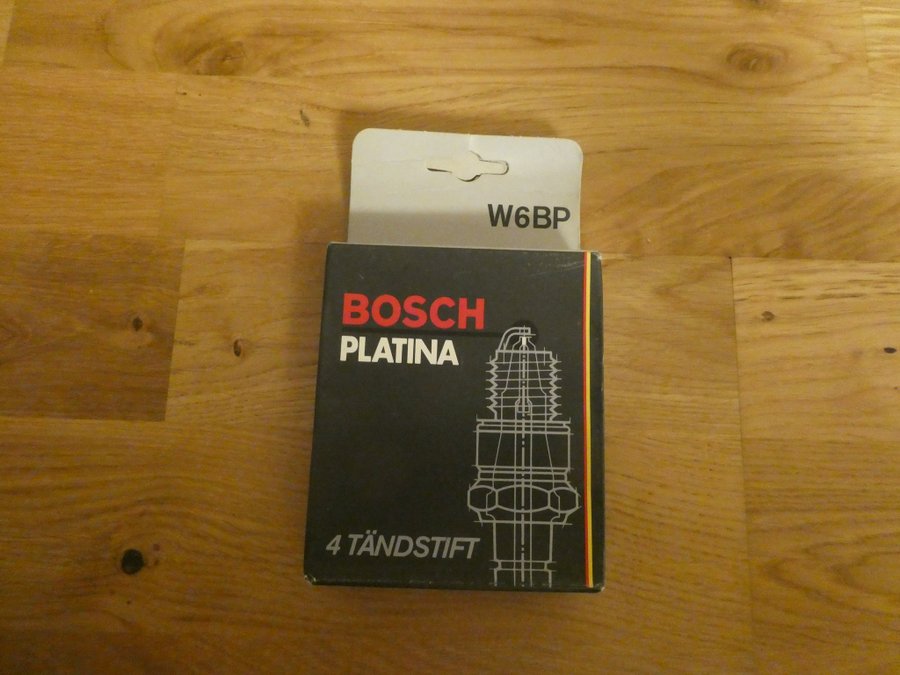 W6BP
BOSCH
PLATINA
4 TÄNDSTIFT